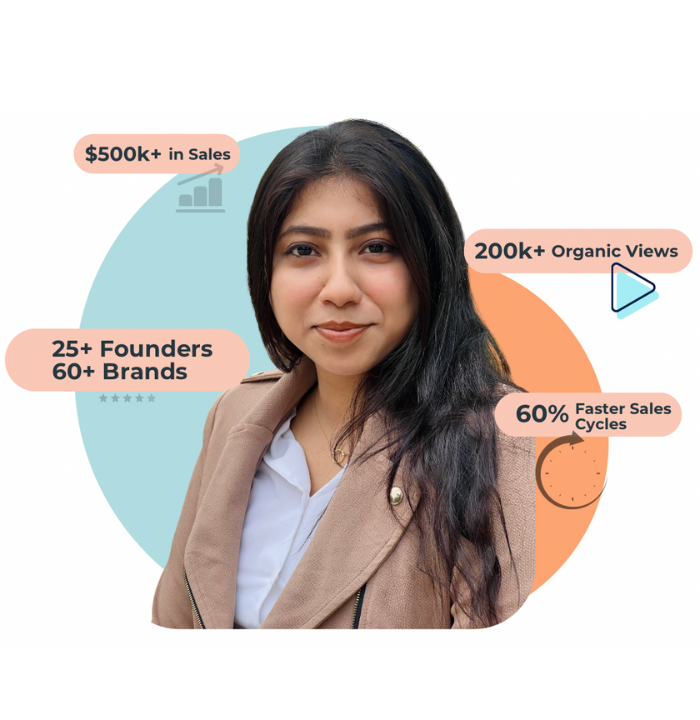 $500k+ in Sales
200k+ Organic Views
25+ Founders
60+ Brands
60% Faster Sales
Cycles